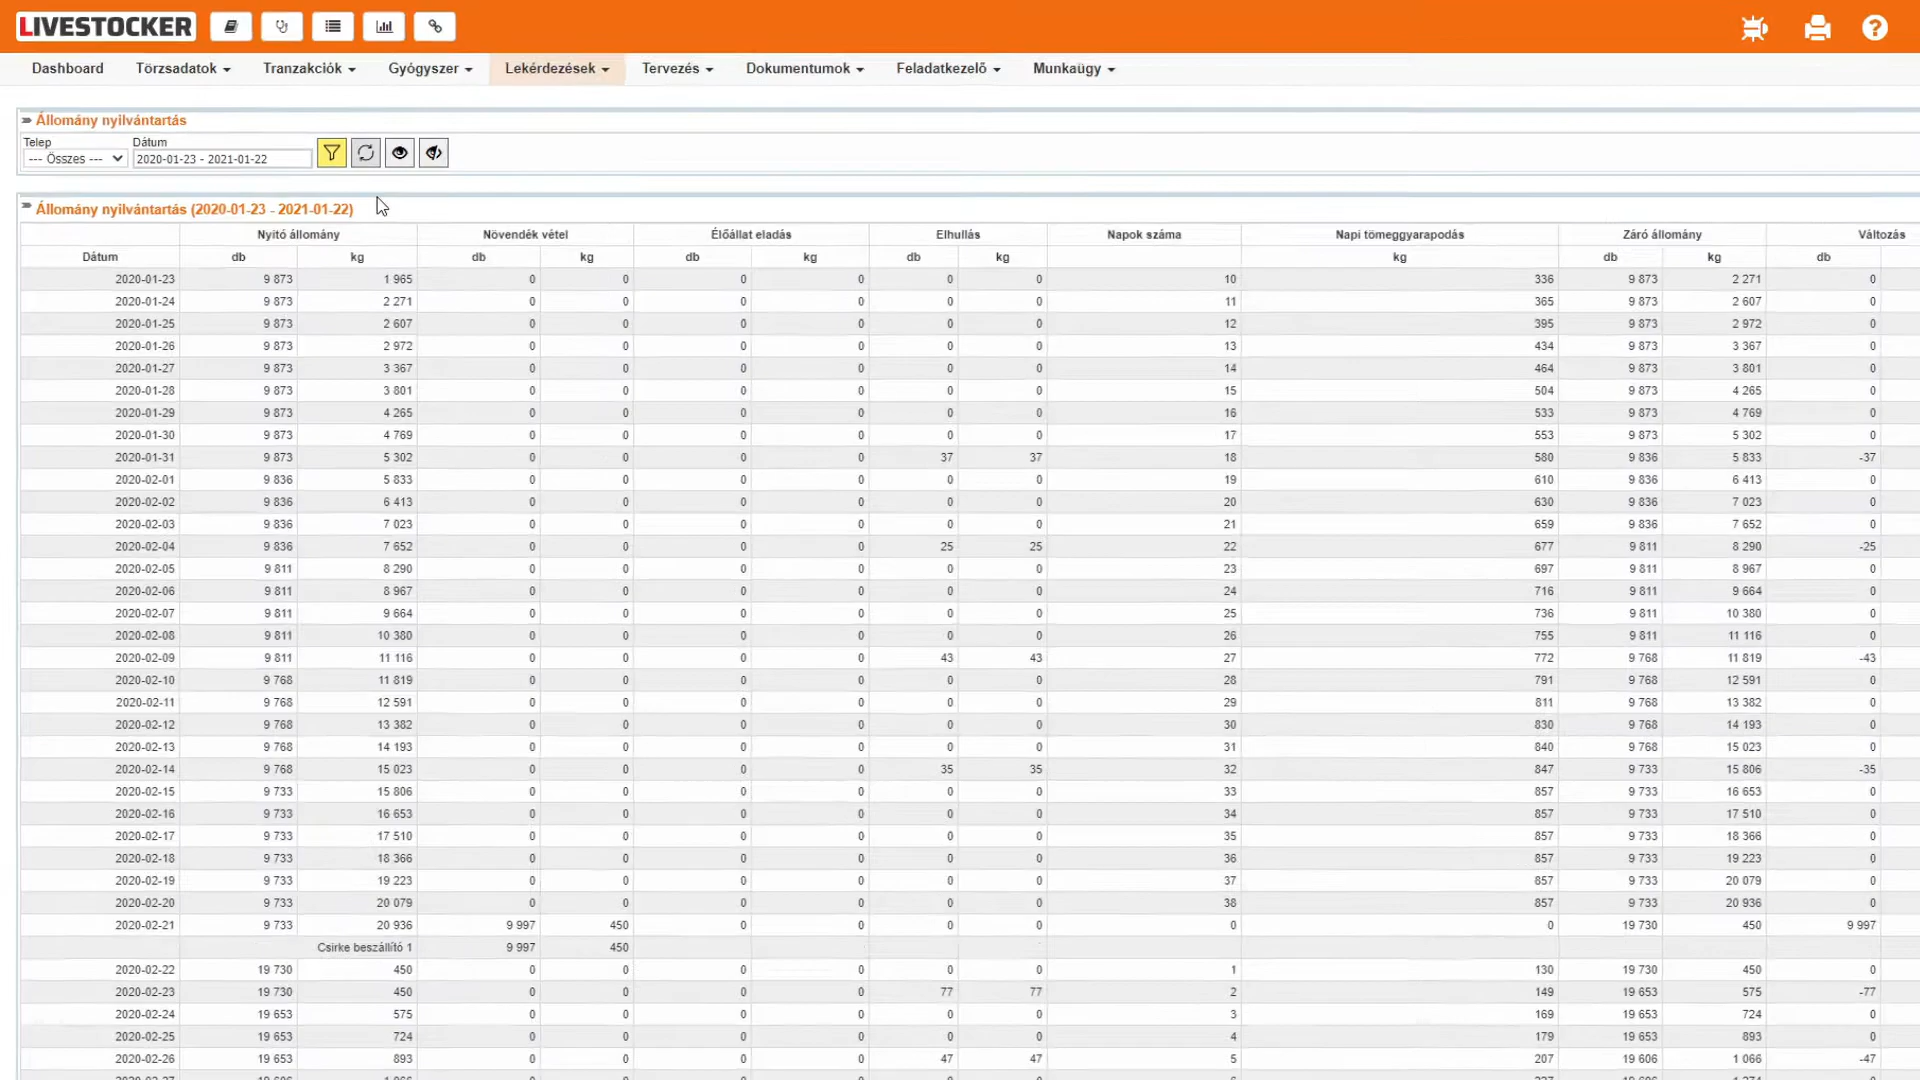 LIVESTOCKER
Dashboard Törzsadatok Tranzakciók Gyógyszer Lekérdezések Tervezés Dokumentumok Feladatkezelő Munkaügy
Állomány nyilvántartás
Telep Dátum
--- Összes --- 2020-01-23 - 2021-01-22
Állomány nyilvántartás (2020-01-23 - 2021-01-22)
Nyitó állomány Növendék vétel Élőállat eladás Elhullás Napok száma Napi tömeggyarapodás Záró állomány Változás
Dátum db kg db kg db kg db kg kg db kg db
2020-01-23 9 873 1 965 0 0 0 0 0 0 10 336 9 873 2 271 0
2020-01-24 9 873 2 271 0 0 0 0 0 0 11 365 9 873 2 607 0
2020-01-25 9 873 2 607 0 0 0 0 0 0 12 395 9 873 2 972 0
2020-01-26 9 873 2 972 0 0 0 0 0 0 13 434 9 873 3 367 0
2020-01-27 9 873 3 367 0 0 0 0 0 0 14 464 9 873 3 801 0
2020-01-28 9 873 3 801 0 0 0 0 0 0 15 504 9 873 4 265 0
2020-01-29 9 873 4 265 0 0 0 0 0 0 16 533 9 873 4 769 0
2020-01-30 9 873 4 769 0 0 0 0 0 0 17 553 9 873 5 302 0
2020-01-31 9 873 5 302 0 0 0 0 37 37 18 580 9 836 5 833 -37
2020-02-01 9 836 5 833 0 0 0 0 0 0 19 610 9 836 6 413 0
2020-02-02 9 836 6 413 0 0 0 0 0 0 20 630 9 836 7 023 0
2020-02-03 9 836 7 023 0 0 0 0 0 0 21 659 9 836 7 652 0
2020-02-04 9 836 7 652 0 0 0 0 25 25 22 677 9 811 8 290 -25
2020-02-05 9 811 8 290 0 0 0 0 0 0 23 697 9 811 8 967 0
2020-02-06 9 811 8 967 0 0 0 0 0 0 24 716 9 811 9 664 0
2020-02-07 9 811 9 664 0 0 0 0 0 0 25 736 9 811 10 380 0
2020-02-08 9 811 10 380 0 0 0 0 0 0 26 755 9 811 11 116 0
2020-02-09 9 811 11 116 0 0 0 0 43 43 27 772 9 768 11 819 -43
2020-02-10 9 768 11 819 0 0 0 0 0 0 28 791 9 768 12 591 0
2020-02-11 9 768 12 591 0 0 0 0 0 0 29 811 9 768 13 382 0
2020-02-12 9 768 13 382 0 0 0 0 0 0 30 830 9 768 14 193 0
2020-02-13 9 768 14 193 0 0 0 0 0 0 31 840 9 768 15 023 0
2020-02-14 9 768 15 023 0 0 0 0 35 35 32 847 9 733 15 806 -35
2020-02-15 9 733 15 806 0 0 0 0 0 0 33 857 9 733 16 653 0
2020-02-16 9 733 16 653 0 0 0 0 0 0 34 857 9 733 17 510 0
2020-02-17 9 733 17 510 0 0 0 0 0 0 35 857 9 733 18 366 0
2020-02-18 9 733 18 366 0 0 0 0 0 0 36 857 9 733 19 223 0
2020-02-19 9 733 19 223 0 0 0 0 0 0 37 857 9 733 20 079 0
2020-02-20 9 733 20 079 0 0 0 0 0 0 38 857 9 733 20 936 0
2020-02-21 9 733 20 936 9 997 450 0 0 0 0 0 0 19 730 450 9 997
Csirke beszállító 1 9 997 450
2020-02-22 19 730 450 0 0 0 0 0 0 1 130 19 730 450 0
2020-02-23 19 730 450 0 0 0 0 77 77 2 149 19 653 575 -77
2020-02-24 19 653 575 0 0 0 0 0 0 3 169 19 653 724 0
2020-02-25 19 653 724 0 0 0 0 0 0 4 179 19 653 893 0
2020-02-26 19 653 893 0 0 0 0 47 47 5 207 19 606 1 066 -47